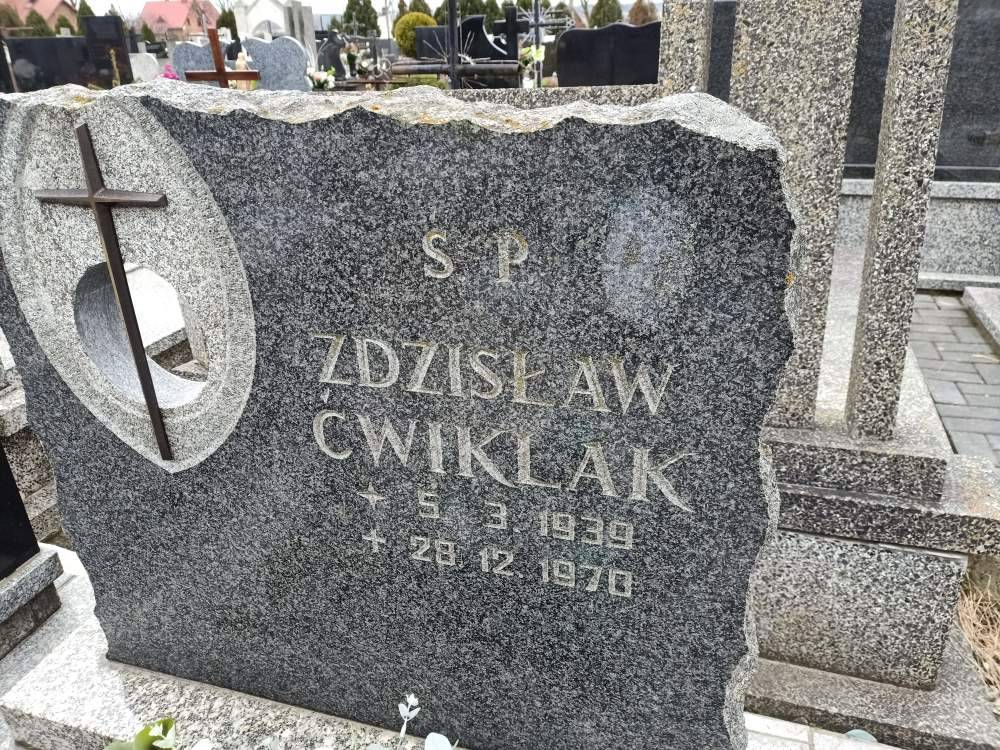 Ś P
ZDZISŁAW
ĆWIKLAK
5 3 1939
28 12 1970